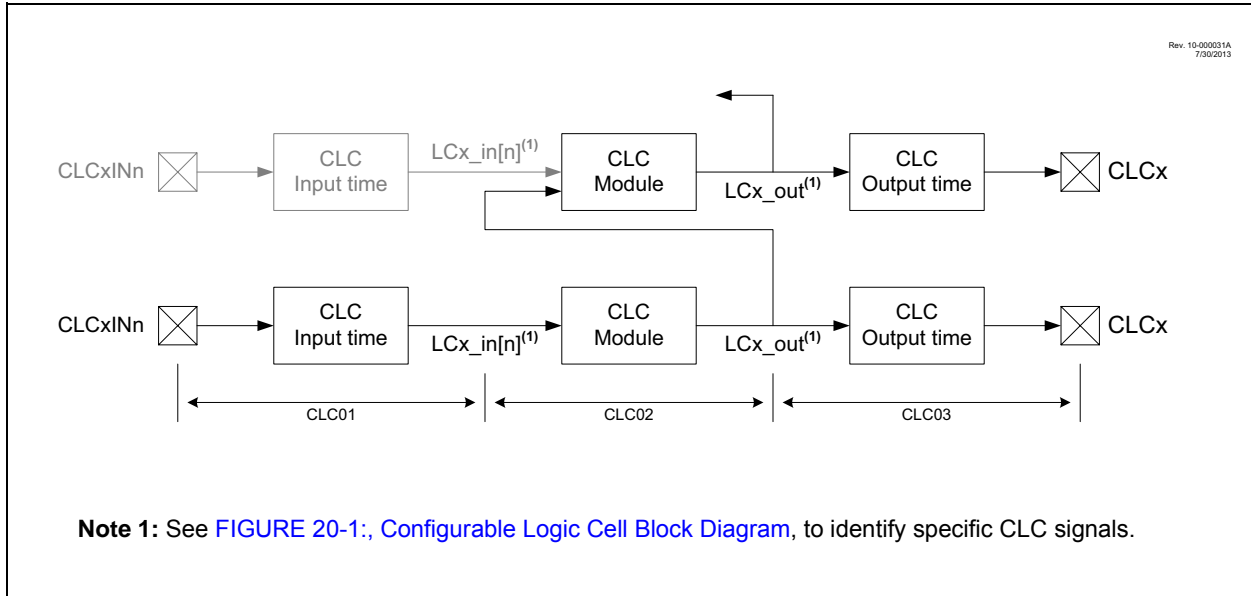 Rev. 10-000031A
7/30/2013
CLCxINn
CLC
Input time
LCx_in[n](1)
CLC
Module
LCx_out(1)
CLC
Output time
CLCx
CLCxINn
CLC
Input time
LCx_in[n](1)
CLC
Module
LCx_out(1)
CLC
Output time
CLCx
CLC01
CLC02
CLC03
Note 1: See FIGURE 20-1:, Configurable Logic Cell Block Diagram, to identify specific CLC signals.